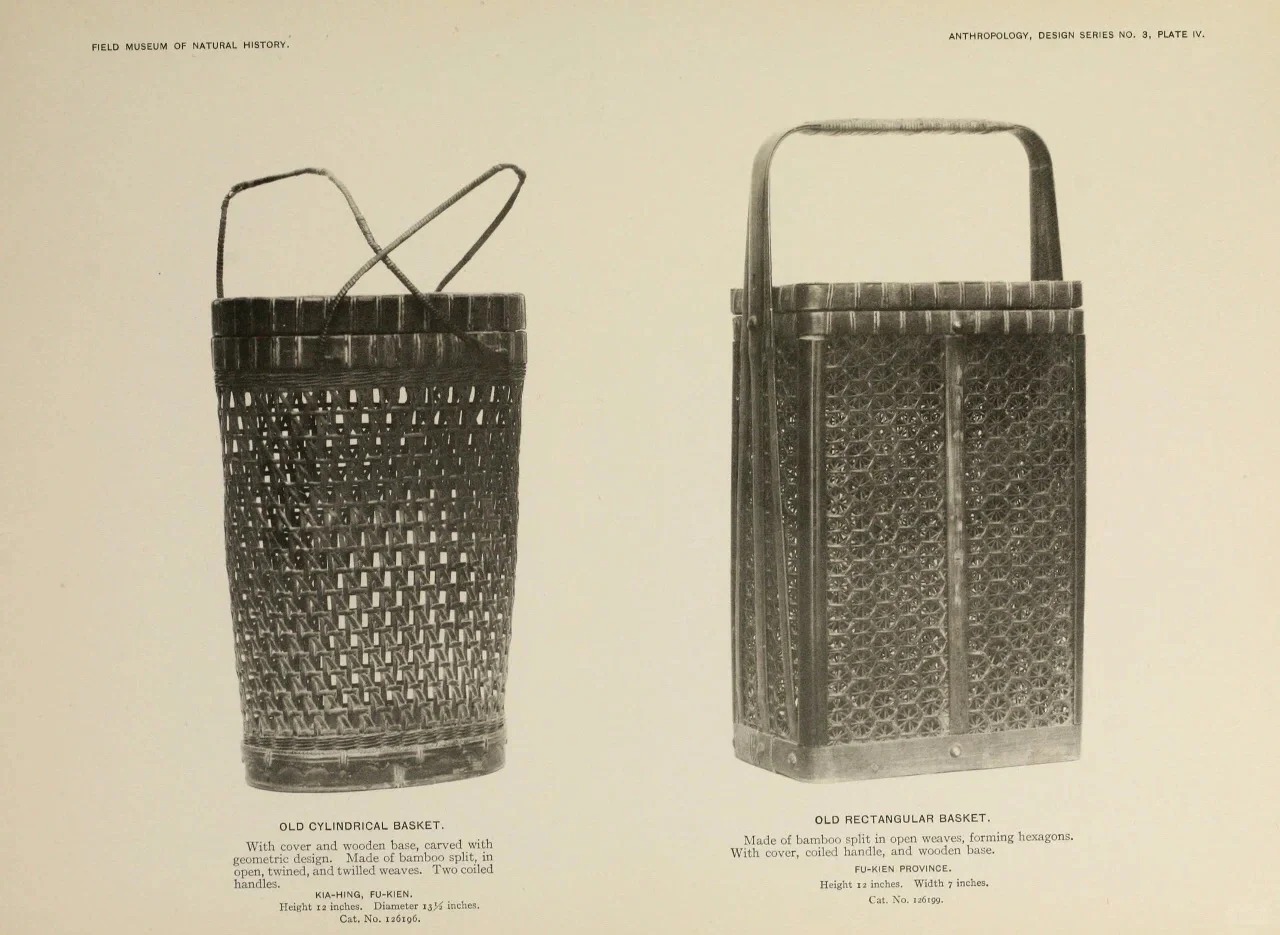 FIELD MUSEUM OF NATURAL HISTORY.
ANTHROPOLOGY, DESIGN SERIES NO. 3, PLATE IV.
OLD CYLINDRICAL BASKET.
With cover and wooden base, carved with
geometric design. Made of bamboo split, in
open, twined, and twilled weaves. Two coiled
handles.
KIA-HING, FU-KIEN.
Height 12 inches. Diameter 13½ inches.
Cat. No. 126196.
OLD RECTANGULAR BASKET.
Made of bamboo split in open weaves, forming hexagons.
With cover, coiled handle, and wooden base.
FU-KIEN PROVINCE.
Height 12 inches. Width 7 inches.
Cat. No. 126199.